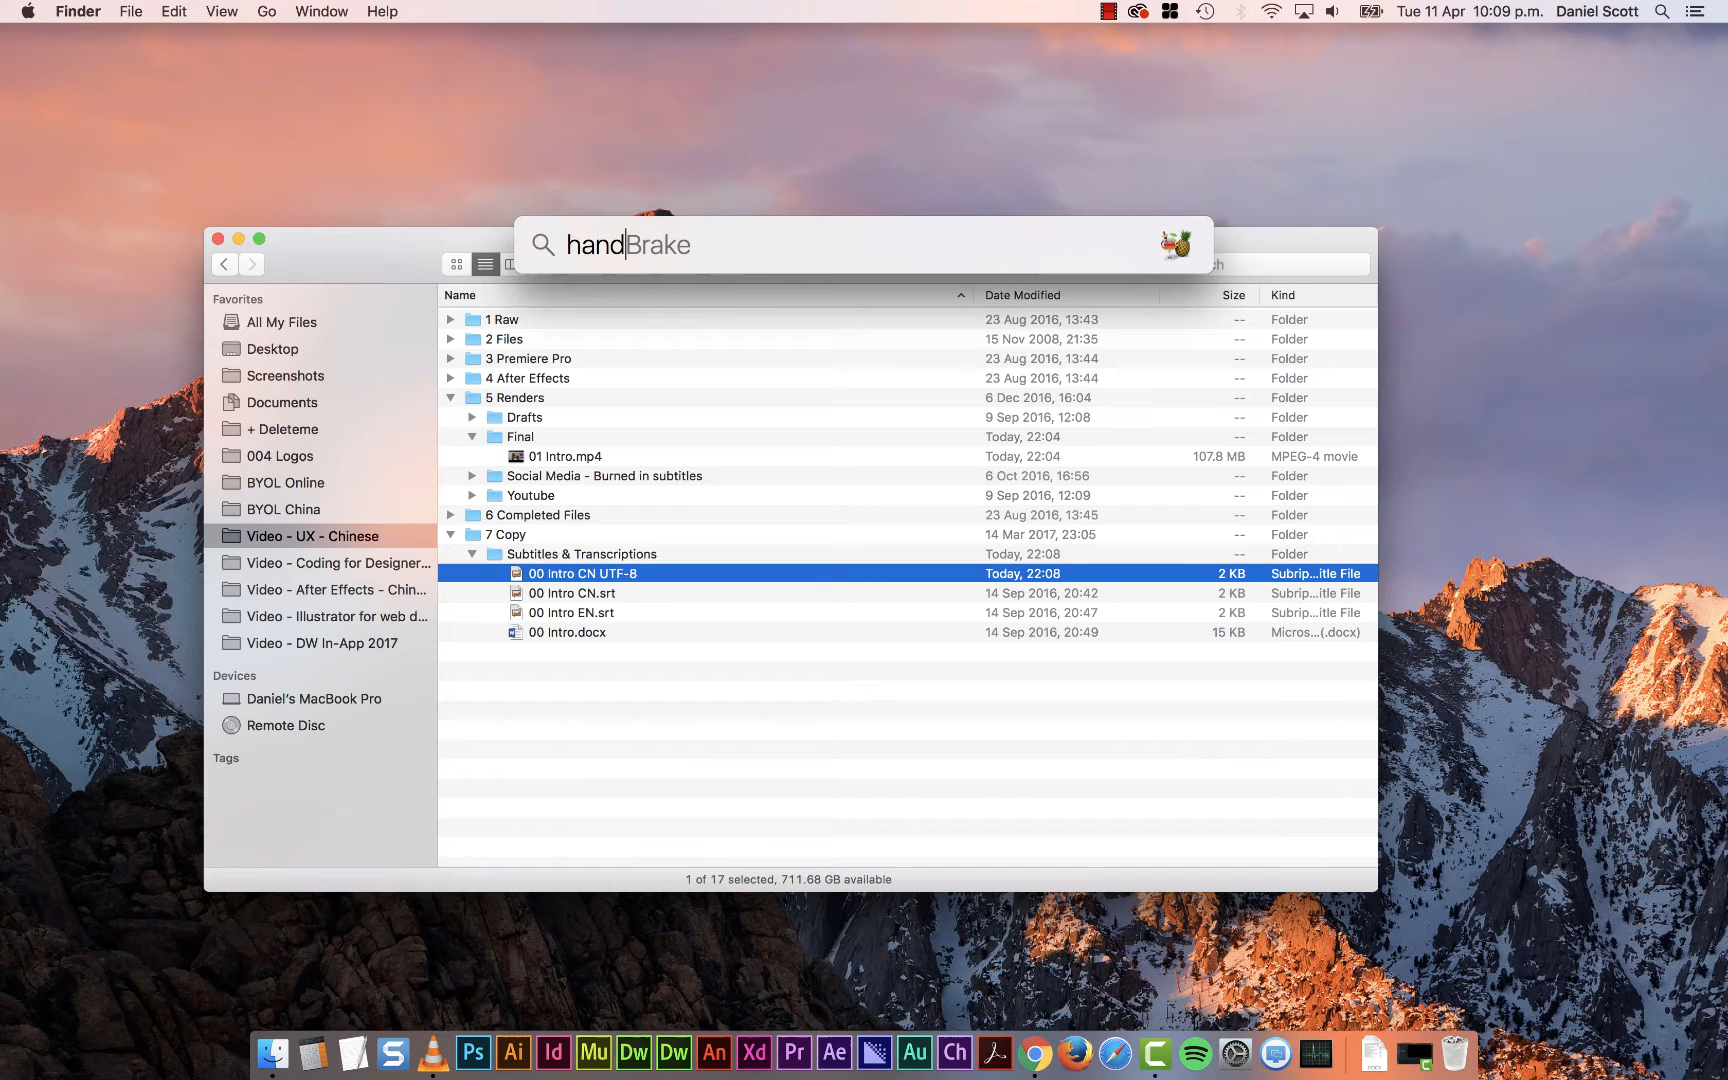 Finder File Edit View Go Window Help Tue 11 Apr 10:09 p.m. Daniel Scott
handBrake
ch
Favorites
All My Files
Desktop
Screenshots
Documents
+ Deleteme
004 Logos
BYOL Online
BYOL China
Video - UX - Chinese
Video - Coding for Designer...
Video - After Effects - Chin...
Video - Illustrator for web d...
Video - DW In-App 2017
Devices
Daniel's MacBook Pro
Remote Disc
Tags
Name Date Modified Size Kind
1 Raw 23 Aug 2016, 13:43 -- Folder
2 Files 15 Nov 2008, 21:35 -- Folder
3 Premiere Pro 23 Aug 2016, 13:44 -- Folder
4 After Effects 23 Aug 2016, 13:44 -- Folder
5 Renders 6 Dec 2016, 16:04 -- Folder
Drafts 9 Sep 2016, 12:08 -- Folder
Final Today, 22:04 -- Folder
01 Intro.mp4 Today, 22:04 107.8 MB MPEG-4 movie
Social Media - Burned in subtitles 6 Oct 2016, 16:56 -- Folder
Youtube 9 Sep 2016, 12:09 -- Folder
6 Completed Files 23 Aug 2016, 13:45 -- Folder
7 Copy 14 Mar 2017, 23:05 -- Folder
Subtitles & Transcriptions Today, 22:08 -- Folder
00 Intro CN UTF-8 Today, 22:08 2 KB Subrip...itle File
00 Intro CN.srt 14 Sep 2016, 20:42 2 KB Subrip...itle File
00 Intro EN.srt 14 Sep 2016, 20:47 2 KB Subrip...itle File
00 Intro.docx 14 Sep 2016, 20:49 15 KB Micros...(.docx)
1 of 17 selected, 711.68 GB available
S Ps Ai Id Mu Dw Dw An Xd Pr Ae Au Ch C